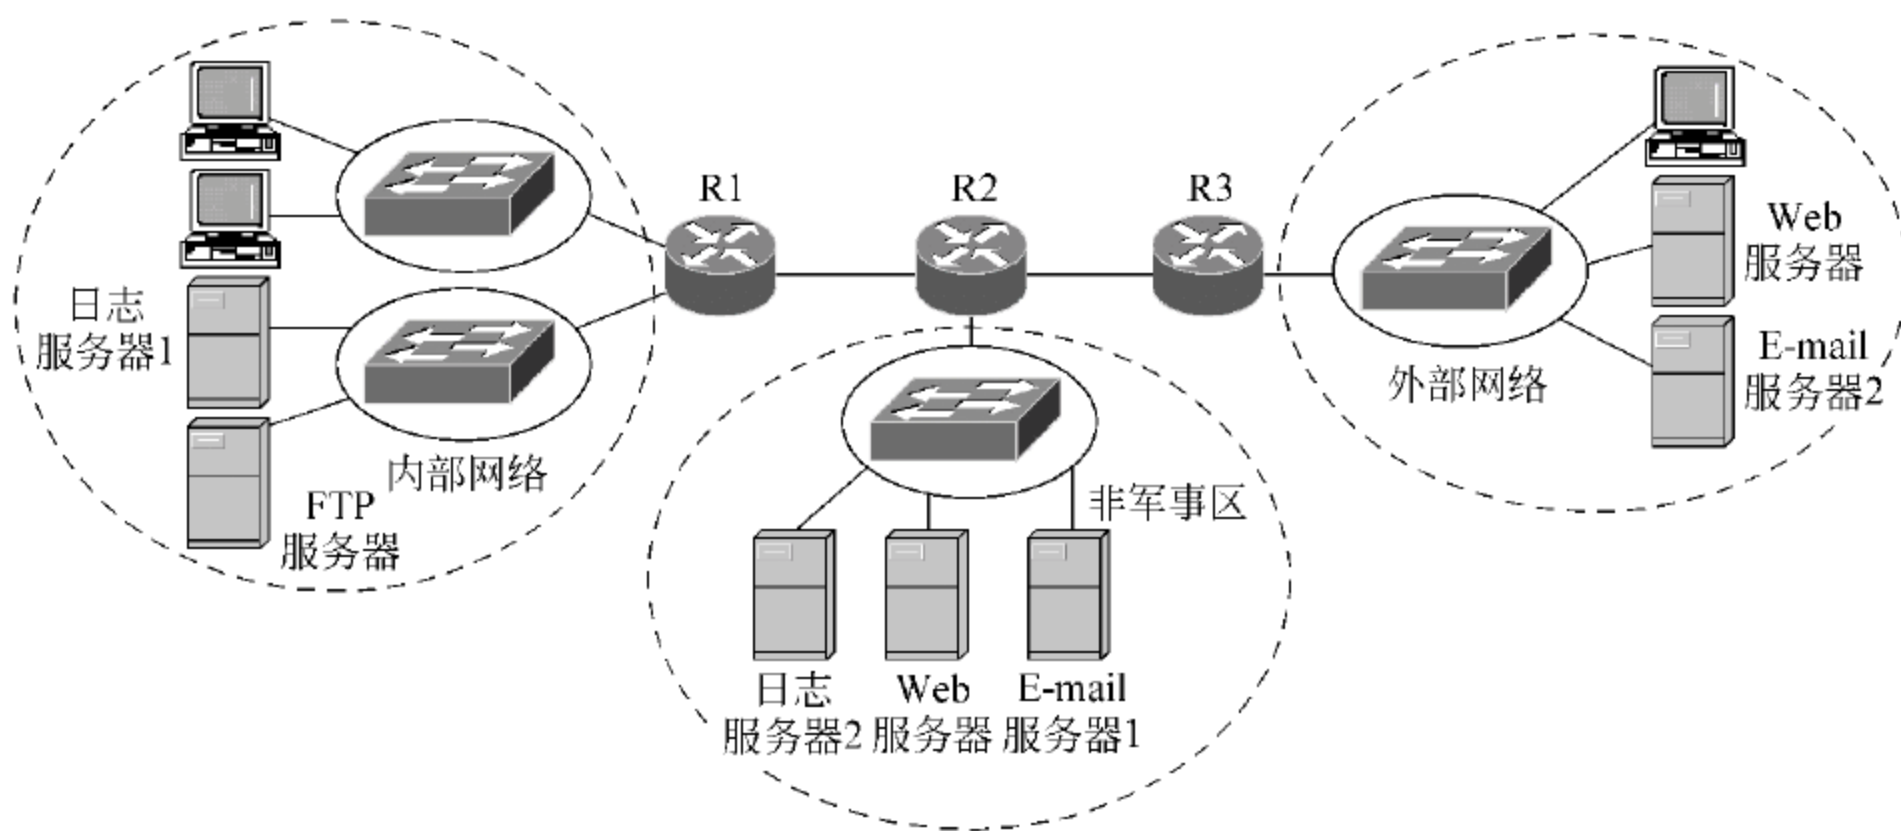 R1
R2
R3
日志
服务器1
FTP
服务器
内部网络
Web
服务器
E-mail
服务器2
外部网络
非军事区
日志
服务器2
Web
服务器
E-mail
服务器1